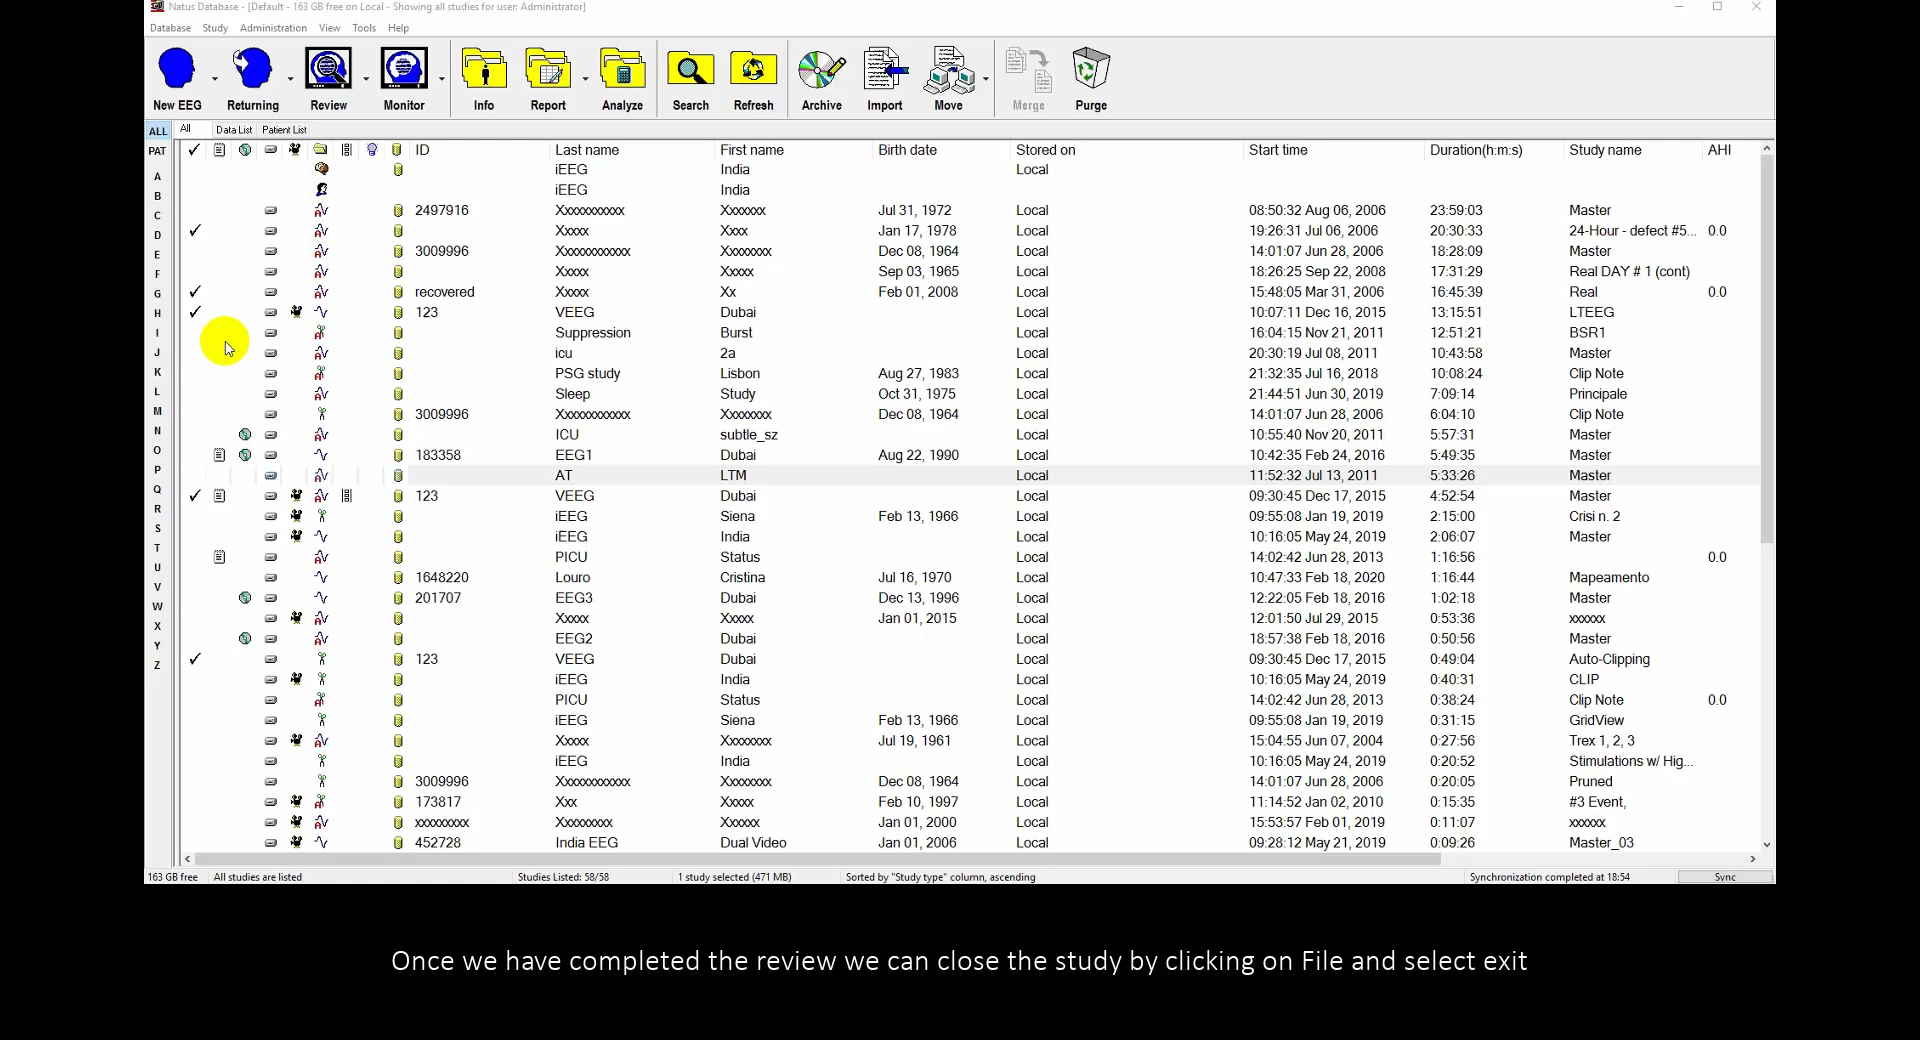 Natus Database - [Default - 163 GB free on Local - Showing all studies for user: Administrator]
Database Study Administration View Tools Help
New EEG Returning Review Monitor Info Report Analyze Search Refresh Archive Import Move Merge Purge
ALL All Data List Patient List
PAT ID Last name First name Birth date Stored on Start time Duration(h:m:s) Study name AHI
iEEG India Local
A iEEG India
B 2497916 Xxxxxxxxxx Xxxxxxx Jul 31, 1972 Local 08:50:32 Aug 06, 2006 23:59:03 Master
C Xxxxx Xxxx Jan 17, 1978 Local 19:26:31 Jul 06, 2006 20:30:33 24-Hour - defect #5... 0.0
D 3009996 Xxxxxxxxxxx Xxxxxxxx Dec 08, 1964 Local 14:01:07 Jun 28, 2006 18:28:09 Master
E Xxxxx Xxxxx Sep 03, 1965 Local 18:26:25 Sep 22, 2008 17:31:29 Real DAY # 1 (cont)
F recovered Xxxxx Xx Feb 01, 2008 Local 15:48:05 Mar 31, 2006 16:45:39 Real 0.0
G 123 VEEG Dubai Local 10:07:11 Dec 16, 2015 13:15:51 LTEEG
H Suppression Burst Local 16:04:15 Nov 21, 2011 12:51:21 BSR1
I icu 2a Local 20:30:19 Jul 08, 2011 10:43:58 Master
J PSG study Lisbon Aug 27, 1983 Local 21:32:35 Jul 16, 2018 10:08:24 Clip Note
K Sleep Study Oct 31, 1975 Local 21:44:51 Jun 30, 2019 7:09:14 Principale
L 3009996 Xxxxxxxxxxx Xxxxxxxx Dec 08, 1964 Local 14:01:07 Jun 28, 2006 6:04:10 Clip Note
M ICU subtle_sz Local 10:55:40 Nov 20, 2011 5:57:31 Master
N 183358 EEG1 Dubai Aug 22, 1990 Local 10:42:35 Feb 24, 2016 5:49:35 Master
O AT LTM Local 11:52:32 Jul 13, 2011 5:33:26 Master
P 123 VEEG Dubai Local 09:30:45 Dec 17, 2015 4:52:54 Master
Q iEEG Siena Feb 13, 1966 Local 09:55:08 Jan 19, 2019 2:15:00 Crisi n. 2
R iEEG India Local 10:16:05 May 24, 2019 2:06:07 Master
S PICU Status Local 14:02:42 Jun 28, 2013 1:16:56 0.0
T 1648220 Louro Cristina Jul 16, 1970 Local 10:47:33 Feb 18, 2020 1:16:44 Mapeamento
U 201707 EEG3 Dubai Dec 13, 1996 Local 12:22:05 Feb 18, 2016 1:02:18 Master
V Xxxxx Xxxxx Jan 01, 2015 Local 12:01:50 Jul 29, 2015 0:53:36 xxxxxx
W EEG2 Dubai Local 18:57:38 Feb 18, 2016 0:50:56 Master
X 123 VEEG Dubai Local 09:30:45 Dec 17, 2015 0:49:04 Auto-Clipping
Y iEEG India Local 10:16:05 May 24, 2019 0:40:31 CLIP
Z PICU Status Local 14:02:42 Jun 28, 2013 0:38:24 Clip Note 0.0
iEEG Siena Feb 13, 1966 Local 09:55:08 Jan 19, 2019 0:31:15 GridView
Xxxxx Xxxxxxxx Jul 19, 1961 Local 15:04:55 Jun 07, 2004 0:27:56 Trex 1, 2, 3
iEEG India Local 10:16:05 May 24, 2019 0:20:52 Stimulations w/ Hig...
3009996 Xxxxxxxxxxx Xxxxxxxx Dec 08, 1964 Local 14:01:07 Jun 28, 2006 0:20:05 Pruned
173817 Xxx Xxxxx Feb 10, 1997 Local 11:14:52 Jan 02, 2010 0:15:35 #3 Event,
xxxxxxxxx Xxxxxxxxx Xxxxxx Jan 01, 2000 Local 15:53:57 Feb 01, 2019 0:11:07 xxxxxx
452728 India EEG Dual Video Jan 01, 2006 Local 09:28:12 May 21, 2019 0:09:26 Master_03
163 GB free All studies are listed Studies Listed: 58/58 1 study selected (471 MB) Sorted by "Study type" column, ascending Synchronization completed at 18:54 Sync
Once we have completed the review we can close the study by clicking on File and select exit